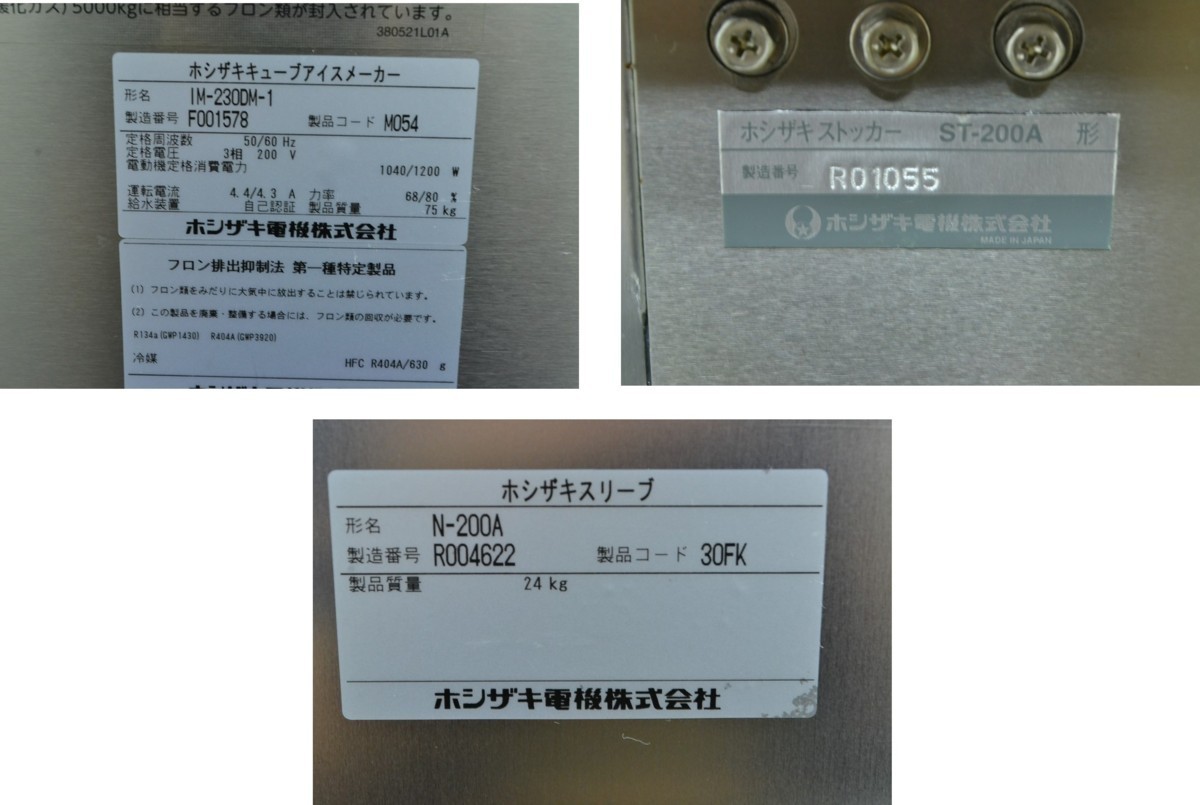 酸化ガス) 5000kgに相当するフロン類が封入されています。
380521L01A
ホシザキキューブアイスメーカー
形名 IM-230DM-1
製造番号 F001578 製品コード M054
定格周波数 50/60 Hz
定格電圧 3相 200 V
電動機定格消費電力 1040/1200 W
運転電流 4.4/4.3 A 力率 68/80 %
給水装置 自己認証 製品質量 75 kg
ホシザキ電機株式会社
フロン排出抑制法 第一種特定製品
(1) フロン類をみだりに大気中に放出することは禁じられています。
(2) この製品を廃棄・整備する場合には、フロン類の回収が必要です。
R134a(GWP1430) R404A(GWP3920)
冷媒 HFC R404A/630 g
ホシザキ ストッカー ST-200A 形
製造番号 R01055
ホシザキ電機株式会社
MADE IN JAPAN
ホシザキスリーブ
形名 N-200A
製造番号 R004622 製品コード 30FK
製品質量 24 kg
ホシザキ電機株式会社